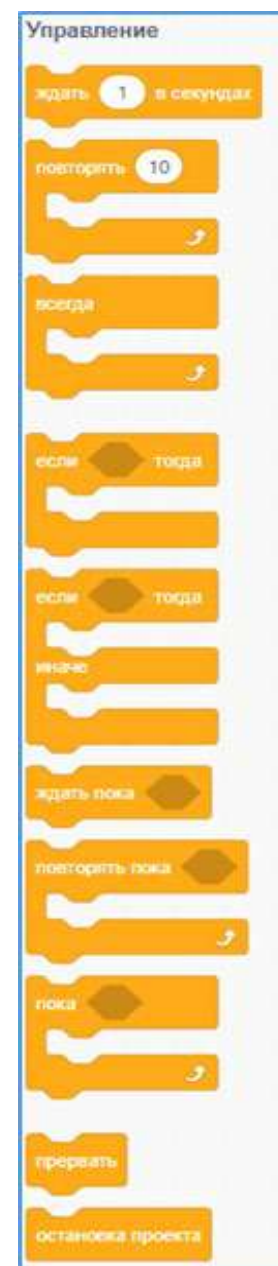 Управление
ждать 1 в секундах
повторять 10
всегда
если тогда
если тогда
иначе
ждать пока
повторять пока
пока
прервать
остановка проекта